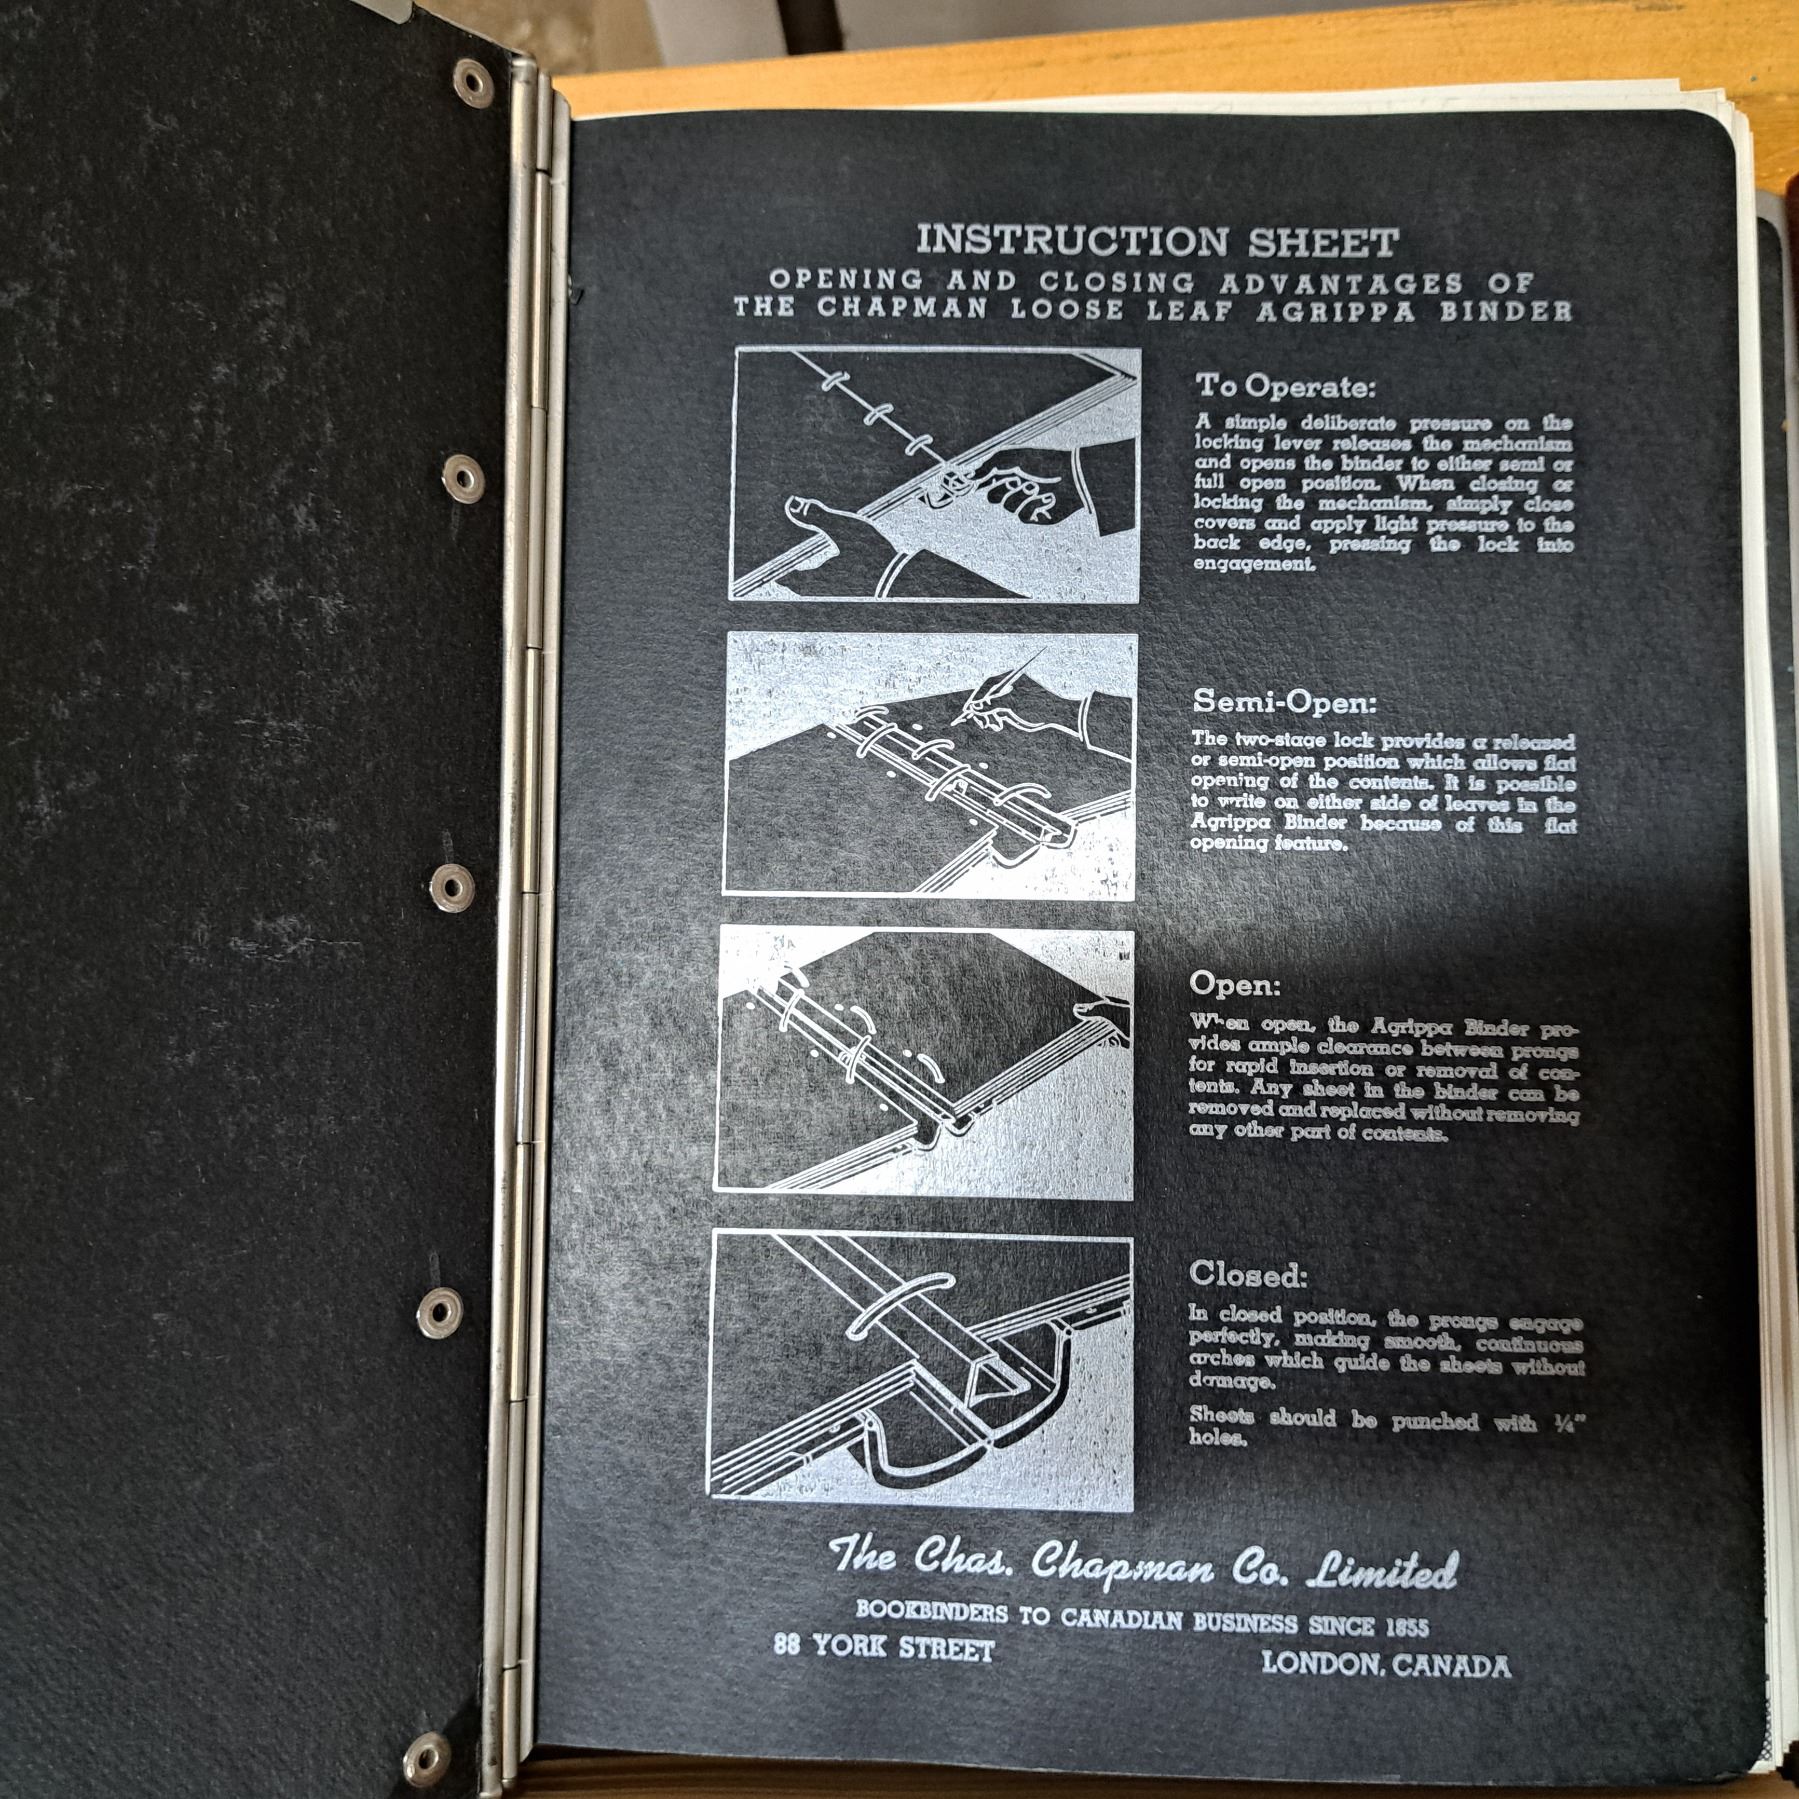 INSTRUCTION SHEET
OPENING AND CLOSING ADVANTAGES OF
THE CHAPMAN LOOSE LEAF AGRIPPA BINDER
To Operate:
A simple deliberate pressure on the
locking lever releases the mechanism
and opens the binder to either semi or
full open position. When closing or
locking the mechanism, simply close
covers and apply light pressure to the
back edge, pressing the lock into
engagement.
Semi-Open:
The two-stage lock provides a released
or semi-open position which allows flat
opening of the contents. It is possible
to write on either side of leaves in the
Agrippa Binder because of this flat
opening feature.
Open:
When open, the Agrippa Binder pro-
vides ample clearance between prongs
for rapid insertion or removal of con-
tents. Any sheet in the binder can be
removed and replaced without removing
any other part of contents.
Closed:
In closed position, the prongs engage
perfectly, making smooth, continuous
arches which guide the sheets without
damage.
Sheets should be punched with ¼"
holes.
The Chas. Chapman Co. Limited
BOOKBINDERS TO CANADIAN BUSINESS SINCE 1855
88 YORK STREET LONDON, CANADA